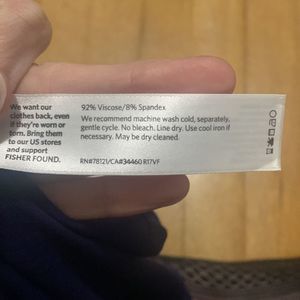 We want our
clothes back, even
if they're worn or
torn. Bring them
to our US stores
and support
FISHER FOUND.
92% Viscose/8% Spandex
We recommend machine wash cold, separately,
gentle cycle. No bleach. Line dry. Use cool iron if
necessary. May be dry cleaned.
RN#78121/CA#34460 R17VF